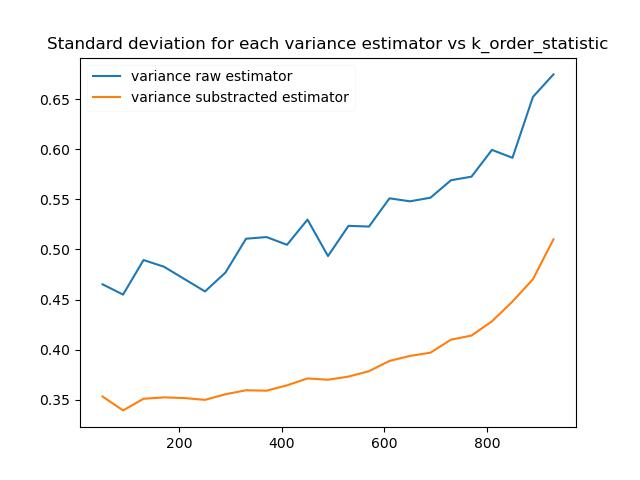 Standard deviation for each variance estimator vs k_order_statistic
variance raw estimator
variance substracted estimator
0.65
0.60
0.55
0.50
0.45
0.40
0.35
200 400 600 800